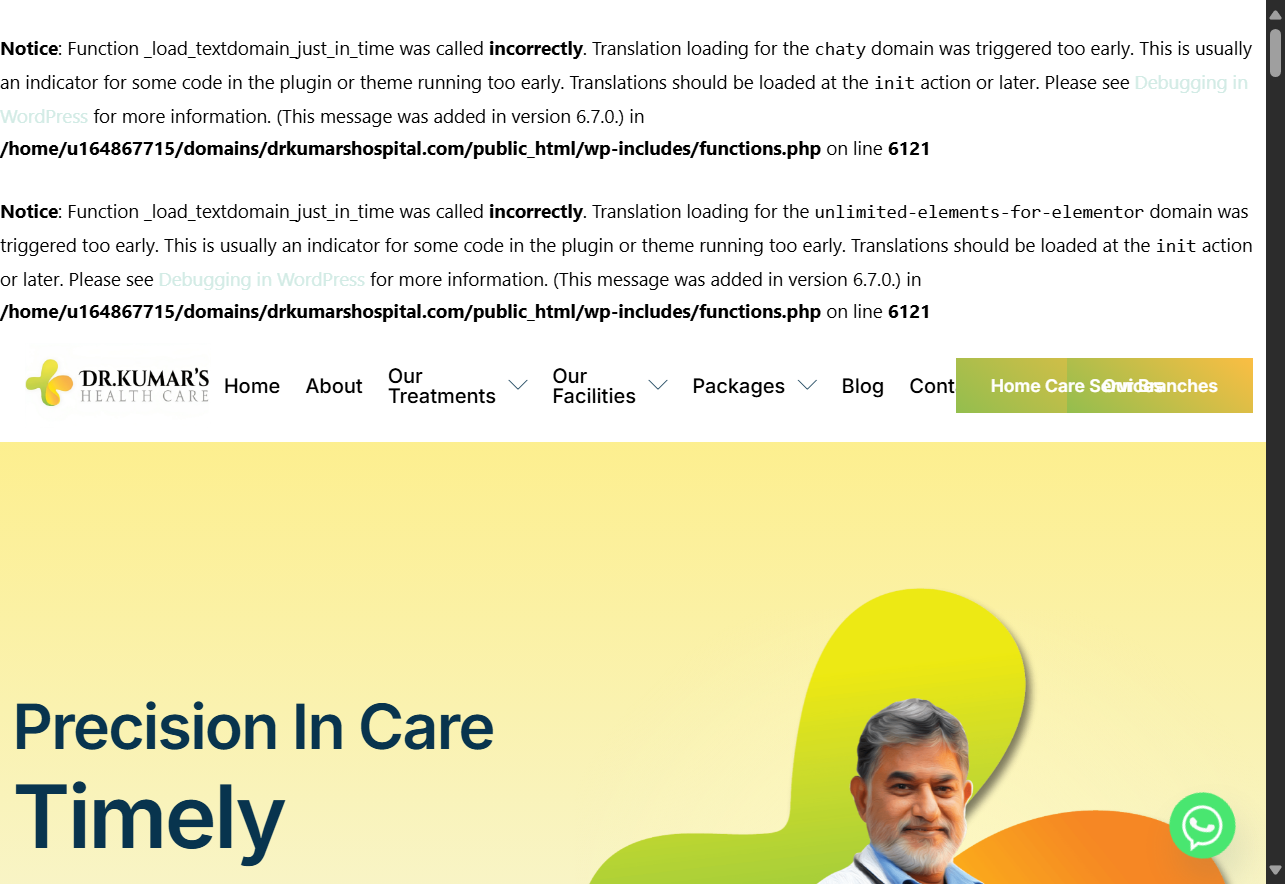 Notice: Function _load_textdomain_just_in_time was called incorrectly. Translation loading for the chaty domain was triggered too early. This is usually
an indicator for some code in the plugin or theme running too early. Translations should be loaded at the init action or later. Please see Debugging in
WordPress for more information. (This message was added in version 6.7.0.) in
/home/u164867715/domains/drkumarshospital.com/public_html/wp-includes/functions.php on line 6121
Notice: Function _load_textdomain_just_in_time was called incorrectly. Translation loading for the unlimited-elements-for-elementor domain was
triggered too early. This is usually an indicator for some code in the plugin or theme running too early. Translations should be loaded at the init action
or later. Please see Debugging in WordPress for more information. (This message was added in version 6.7.0.) in
/home/u164867715/domains/drkumarshospital.com/public_html/wp-includes/functions.php on line 6121
DR.KUMAR'S
HEALTH CARE
Home
About
Our
Treatments
Our
Facilities
Packages
Blog
Cont
Home Care Services
Our Branches
Precision In Care
Timely